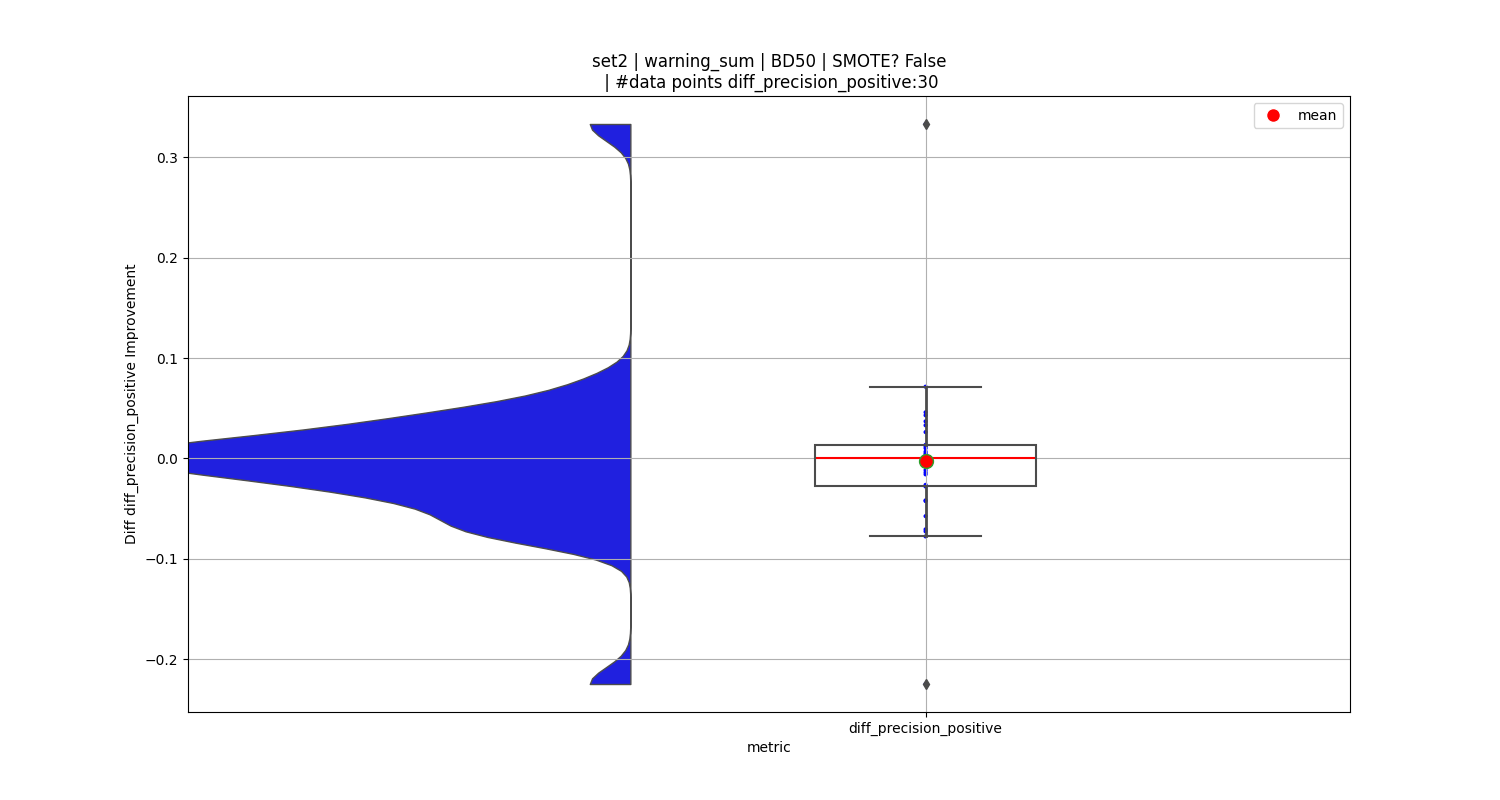 set2 | warning_sum | BD50 | SMOTE? False
| #data points diff_precision_positive:30
mean
0.3
0.2
0.1
0.0
−0.1
−0.2
Diff diff_precision_positive Improvement
diff_precision_positive
metric